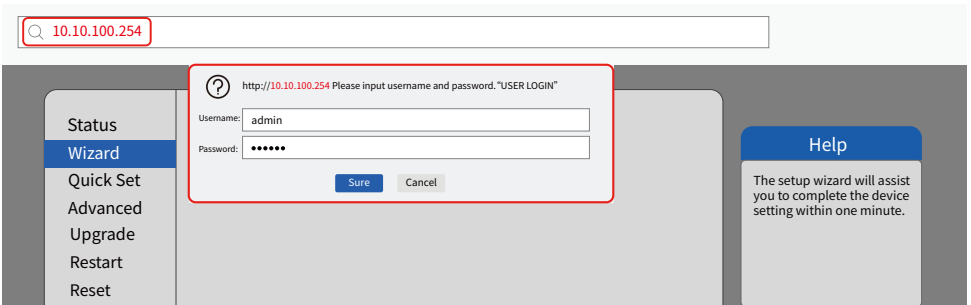 10.10.100.254
http://10.10.100.254 Please input username and password. “USER LOGIN”
Username:
admin
Password:
••••••
Sure
Cancel
Status
Wizard
Quick Set
Advanced
Upgrade
Restart
Reset
Help
The setup wizard will assist
you to complete the device
setting within one minute.